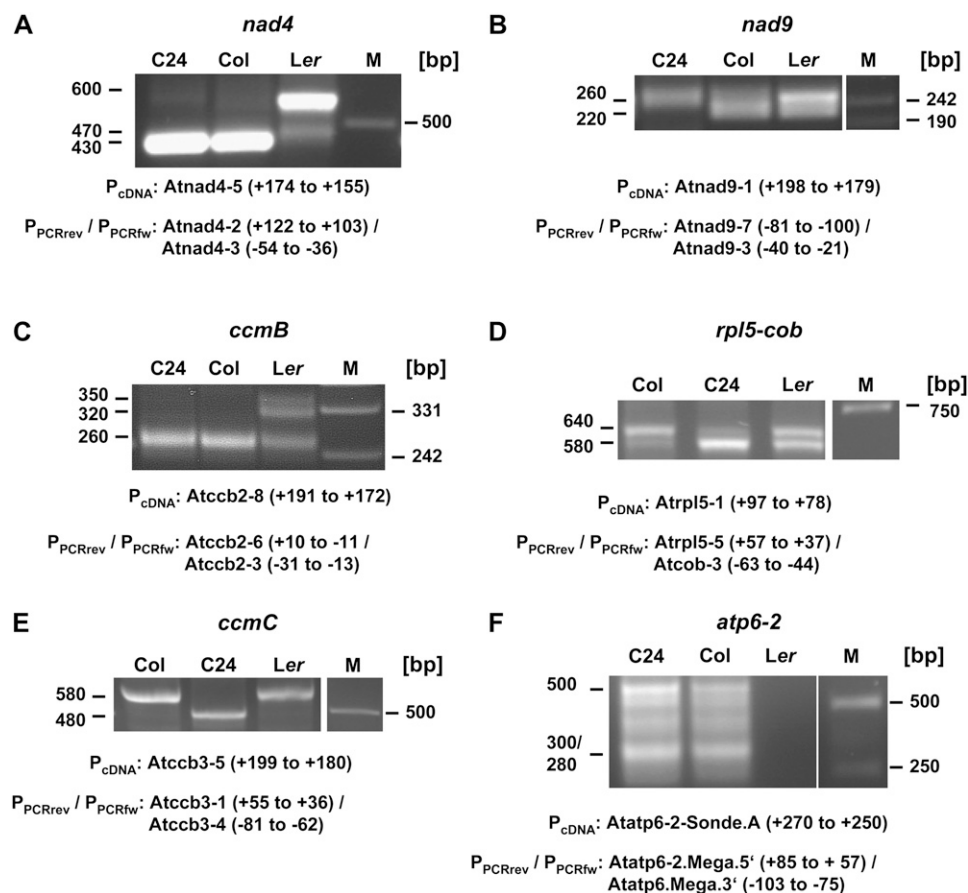 A
nad4
C24 Col Ler M [bp]
600
470
430
500
PcDNA: Atnad4-5 (+174 to +155)
PPCRrev / PPCRfw: Atnad4-2 (+122 to +103) /
Atnad4-3 (-54 to -36)
B
nad9
C24 Col Ler M [bp]
260
220
242
190
PcDNA: Atnad9-1 (+198 to +179)
PPCRrev / PPCRfw: Atnad9-7 (-81 to -100) /
Atnad9-3 (-40 to -21)
C
ccmB
C24 Col Ler M [bp]
350
320
260
331
242
PcDNA: Atccb2-8 (+191 to +172)
PPCRrev / PPCRfw: Atccb2-6 (+10 to -11) /
Atccb2-3 (-31 to -13)
D
rpl5-cob
Col C24 Ler M [bp]
640
580
750
PcDNA: Atrpl5-1 (+97 to +78)
PPCRrev / PPCRfw: Atrpl5-5 (+57 to +37) /
Atcob-3 (-63 to -44)
E
ccmC
Col C24 Ler M [bp]
580
480
500
PcDNA: Atccb3-5 (+199 to +180)
PPCRrev / PPCRfw: Atccb3-1 (+55 to +36) /
Atccb3-4 (-81 to -62)
F
atp6-2
C24 Col Ler M [bp]
500
300/
280
500
250
PcDNA: Atatp6-2-Sonde.A (+270 to +250)
PPCRrev / PPCRfw: Atatp6-2.Mega.5‘ (+85 to + 57) /
Atatp6.Mega.3‘ (-103 to -75)